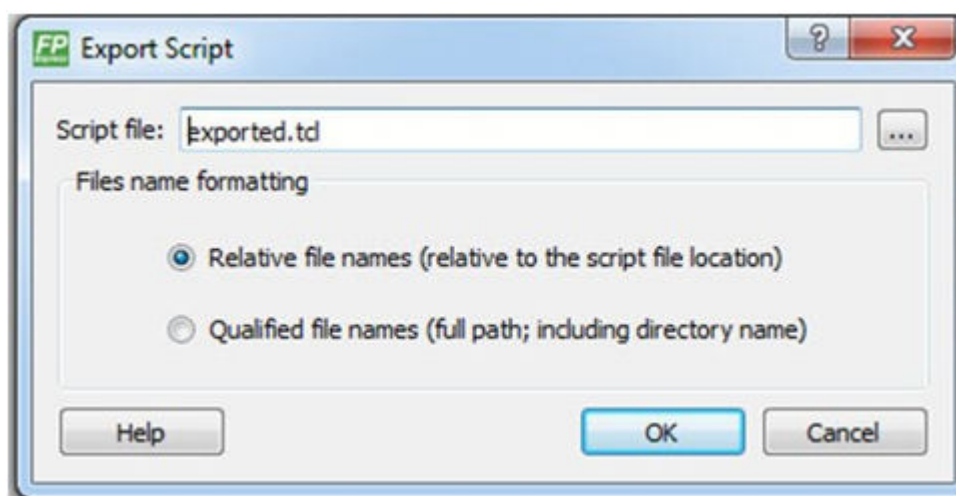 FP Export Script
Script file: exported.tcl ...
Files name formatting
Relative file names (relative to the script file location)
Qualified file names (full path; including directory name)
Help OK Cancel